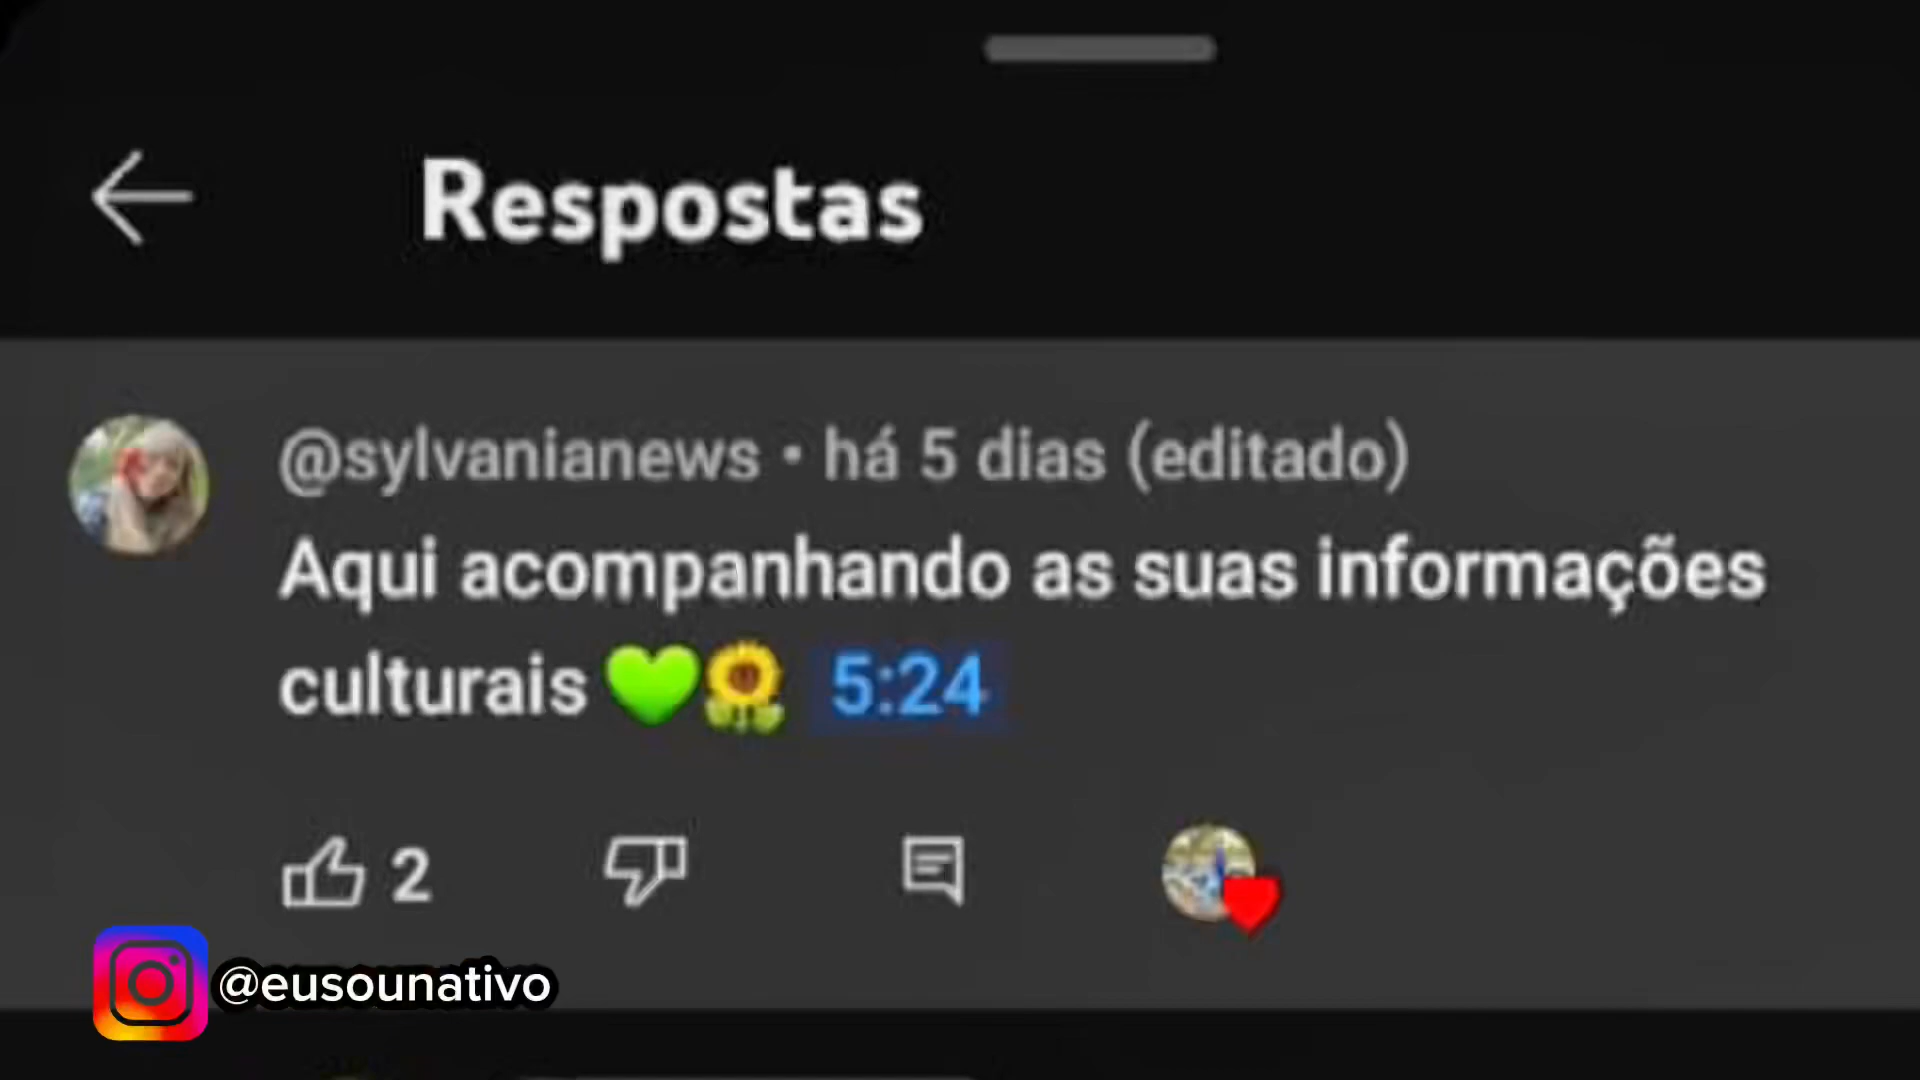 Respostas
@sylvanianews • há 5 dias (editado)
Aqui acompanhando as suas informações
culturais 💚🌻 5:24
2
@eusounativo